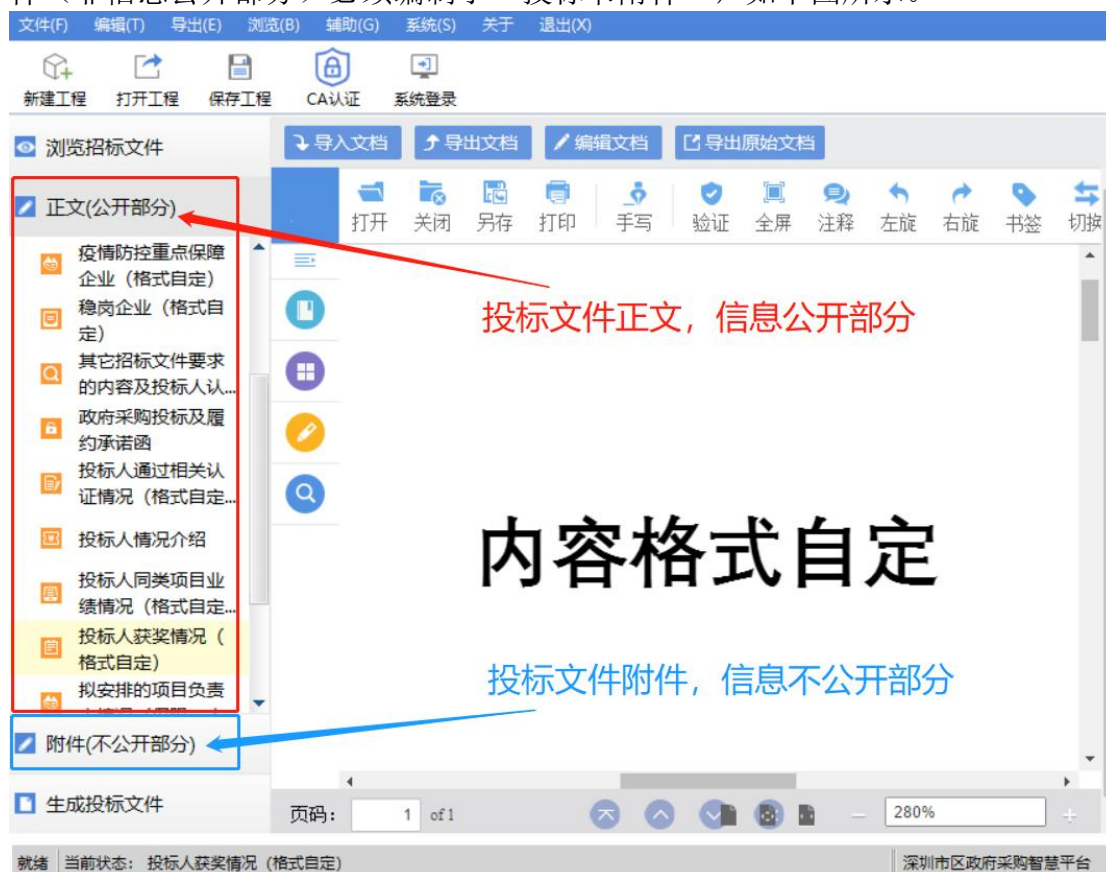 文件(F) 编辑(T) 导出(E) 浏览(B) 辅助(G) 系统(S) 关于 退出(X)
新建工程 打开工程 保存工程 CA认证 系统登录
浏览招标文件
导入文档 导出文档 编辑文档 导出原始文档
正文(公开部分)
打开 关闭 另存 打印 手写 验证 全屏 注释 左旋 右旋 书签 切换
疫情防控重点保障
企业（格式自定）
稳岗企业（格式自
定）
其它招标文件要求
的内容及投标人认...
政府采购投标及履
约承诺函
投标人通过相关认
证情况（格式自定...
投标人情况介绍
投标人同类项目业
绩情况（格式自定...
投标人获奖情况（
格式自定）
拟安排的项目负责
投标文件正文，信息公开部分
内容格式自定
投标文件附件，信息不公开部分
附件(不公开部分)
生成投标文件
页码： 1 of 1 280%
就绪 当前状态： 投标人获奖情况（格式自定） 深圳市区政府采购智慧平台